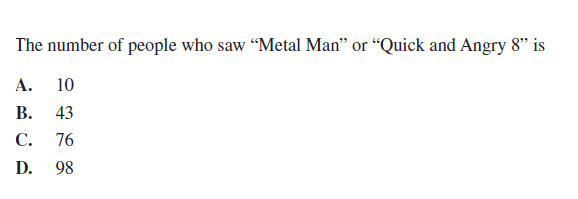 The number of people who saw “Metal Man” or “Quick and Angry 8” is
A. 10
B. 43
C. 76
D. 98